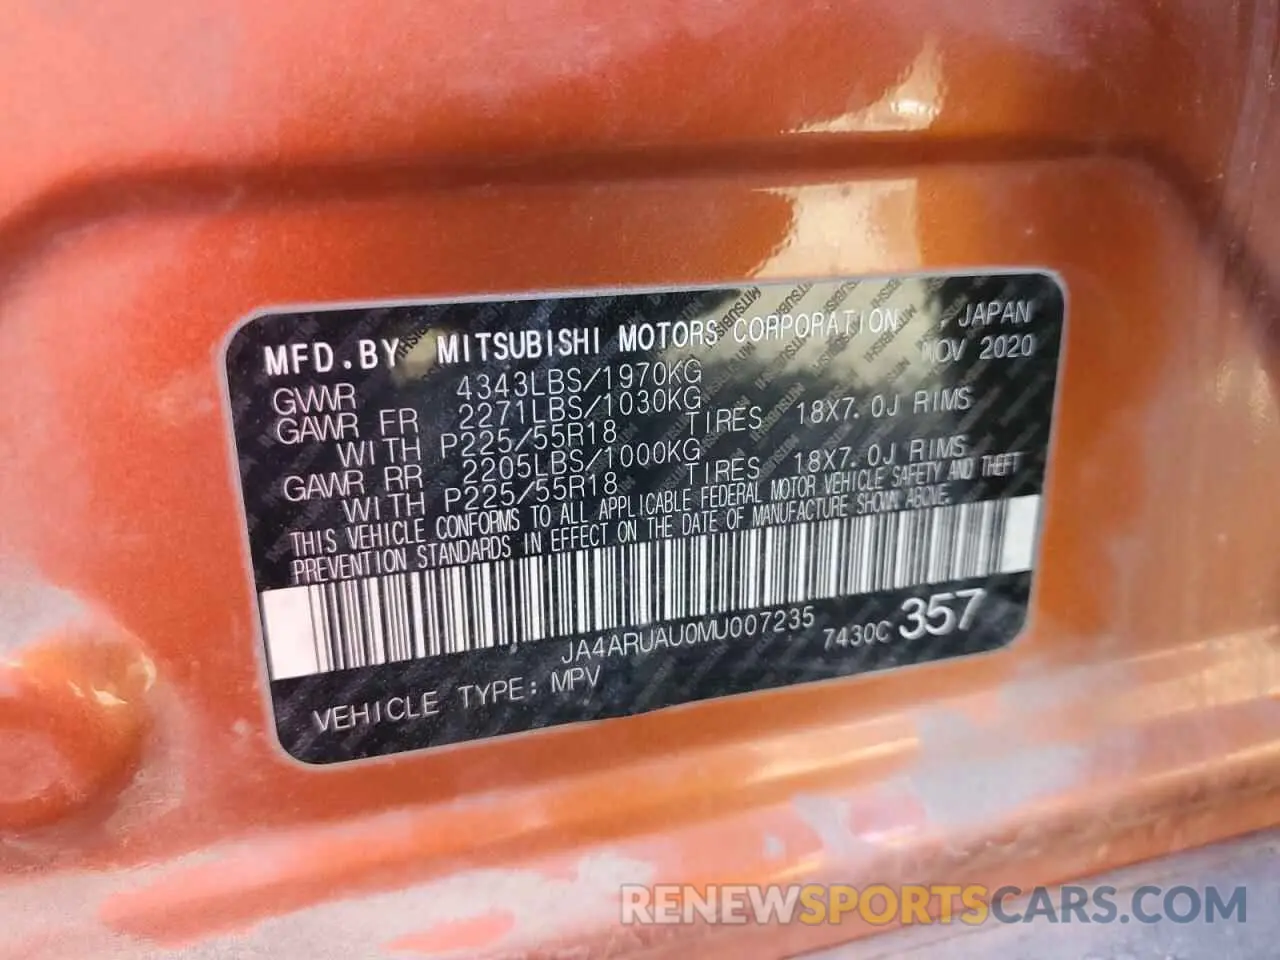 MFD.BY MITSUBISHI MOTORS CORPORATION, JAPAN
NOV 2020
GVWR 4343LBS/1970KG
GAWR FR 2271LBS/1030KG
WITH P225/55R18 TIRES 18X7.0J RIMS
GAWR RR 2205LBS/1000KG
WITH P225/55R18 TIRES 18X7.0J RIMS
THIS VEHICLE CONFORMS TO ALL APPLICABLE FEDERAL MOTOR VEHICLE SAFETY AND THEFT
PREVENTION STANDARDS IN EFFECT ON THE DATE OF MANUFACTURE SHOWN ABOVE.
JA4ARUAU0MU007235 7430C 357
VEHICLE TYPE: MPV
RENEWSPORTSCARS.COM